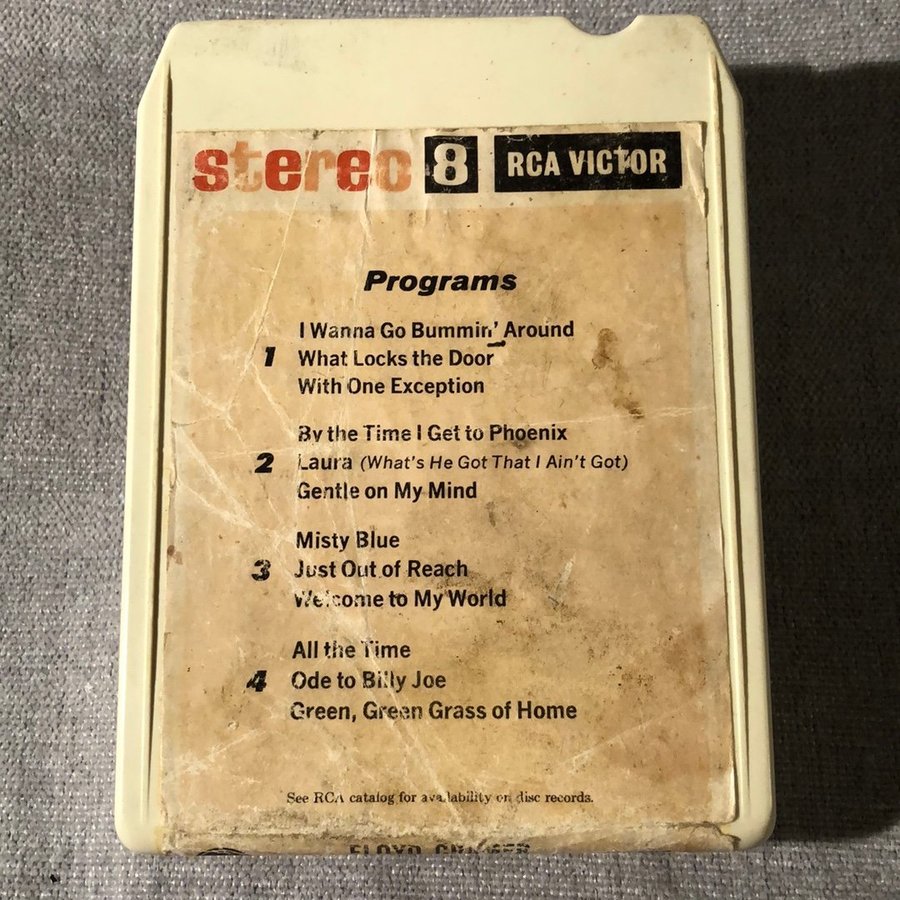 stereo 8 RCA VICTOR
Programs
I Wanna Go Bummin' Around
1 What Locks the Door
With One Exception
By the Time I Get to Phoenix
2 Laura (What's He Got That I Ain't Got)
Gentle on My Mind
Misty Blue
3 Just Out of Reach
Welcome to My World
All the Time
4 Ode to Billy Joe
Green, Green Grass of Home
See RCA catalog for availability on disc records.
FLOYD CRAMER